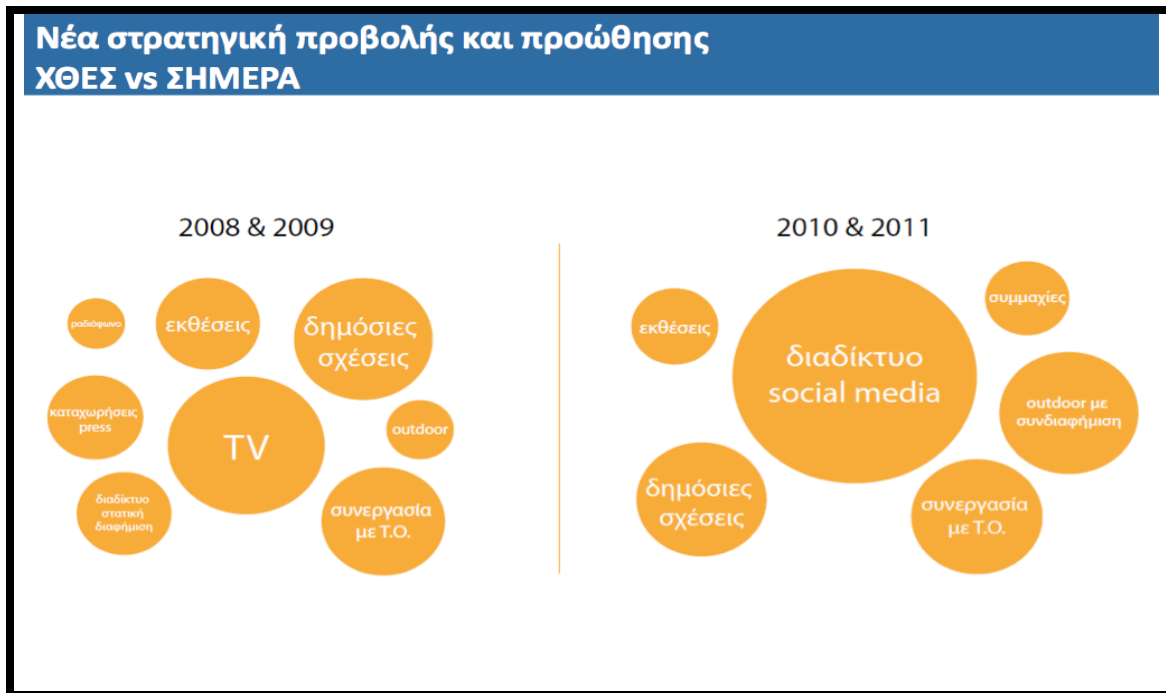 Νέα στρατηγική προβολής και προώθησης
ΧΘΕΣ vs ΣΗΜΕΡΑ
2008 & 2009
ραδιόφωνο
εκθέσεις
δημόσιες
σχέσεις
καταχωρήσεις
press
TV
outdoor
διαδίκτυο
στατική
διαφήμιση
συνεργασία
με Τ.Ο.
2010 & 2011
εκθέσεις
διαδίκτυο
social media
συμμαχίες
outdoor με
συνδιαφήμιση
δημόσιες
σχέσεις
συνεργασία
με Τ.Ο.